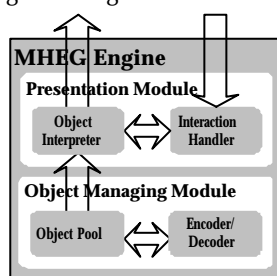 MHEG Engine
Presentation Module
Object
Interpreter
Interaction
Handler
Object Managing Module
Object Pool
Encoder/
Decoder